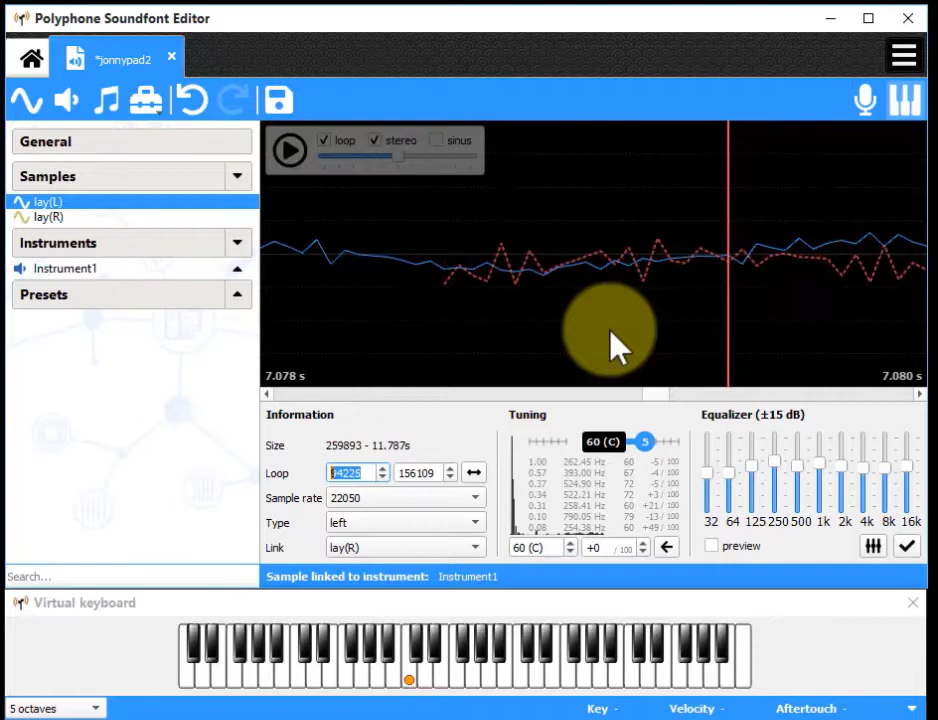 Polyphone Soundfont Editor
*jonnypad2
General
Samples
lay(L)
lay(R)
Instruments
Instrument1
Presets
Search...
loop
stereo
sinus
7.078 s
7.080 s
Information
Size
259893 - 11.787s
Loop
94225
156109
Sample rate
22050
Type
left
Link
lay(R)
Tuning
60 (C)
5
1.00 262.45 Hz 60 -5 / 100
0.57 393.00 Hz 67 -4 / 100
0.37 524.90 Hz 72 -5 / 100
0.34 522.21 Hz 72 +3 / 100
0.31 258.41 Hz 60 +21 / 100
0.10 790.05 Hz 79 -13 / 100
0.08 254.38 Hz 60 +49 / 100
60 (C)
+0 / 100
Equalizer (±15 dB)
32 64 125 250 500 1k 2k 4k 8k 16k
preview
Sample linked to instrument: Instrument1
Virtual keyboard
5 octaves
Key -
Velocity -
Aftertouch -